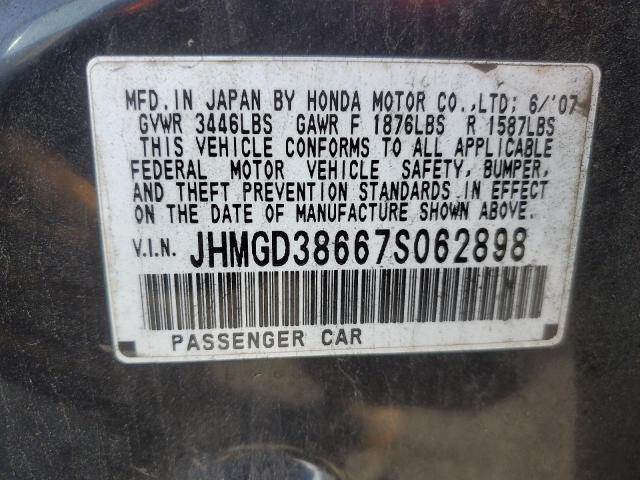 MFD. IN JAPAN BY HONDA MOTOR CO.,LTD; 6/'07
GVWR 3446LBS GAWR F 1876LBS R 1587LBS
THIS VEHICLE CONFORMS TO ALL APPLICABLE
FEDERAL MOTOR VEHICLE SAFETY, BUMPER,
AND THEFT PREVENTION STANDARDS IN EFFECT
ON THE DATE OF MANUFACTURE SHOWN ABOVE.
V.I.N. JHMGD38667S062898
PASSENGER CAR